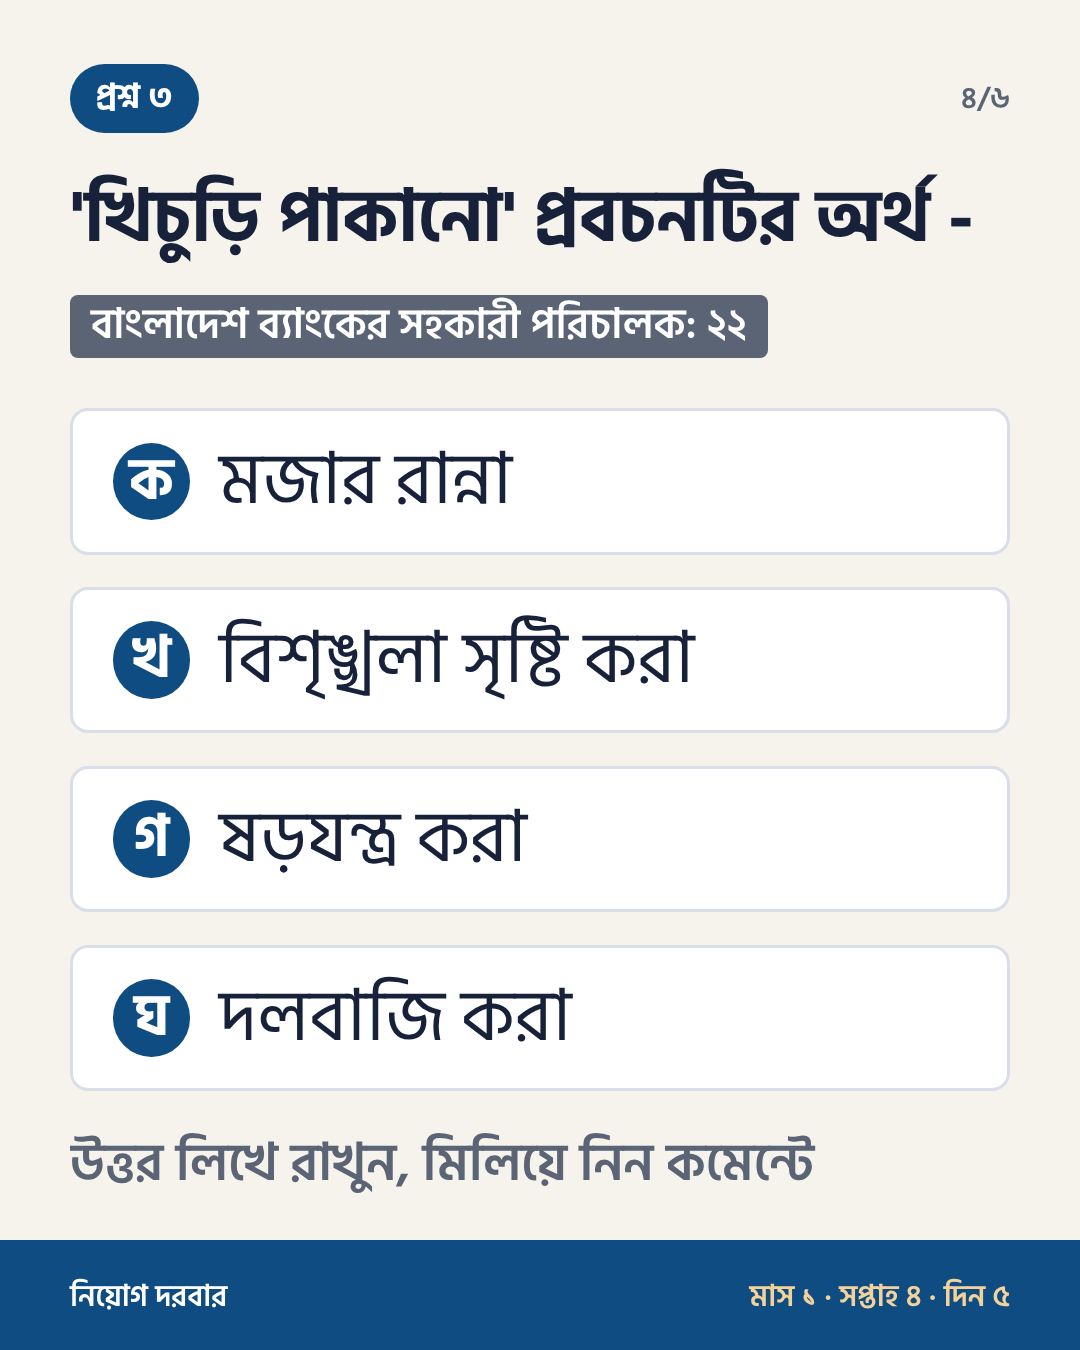 প্রশ্ন ৩
৪/৬
'খিচুড়ি পাকানো' প্রবচনটির অর্থ -
বাংলাদেশ ব্যাংকের সহকারী পরিচালক: ২২
ক মজার রান্না
খ বিশৃঙ্খলা সৃষ্টি করা
গ ষড়যন্ত্র করা
ঘ দলবাজি করা
উত্তর লিখে রাখুন, মিলিয়ে নিন কমেন্টে
নিয়োগ দরবার
মাস ১ · সপ্তাহ ৪ · দিন ৫